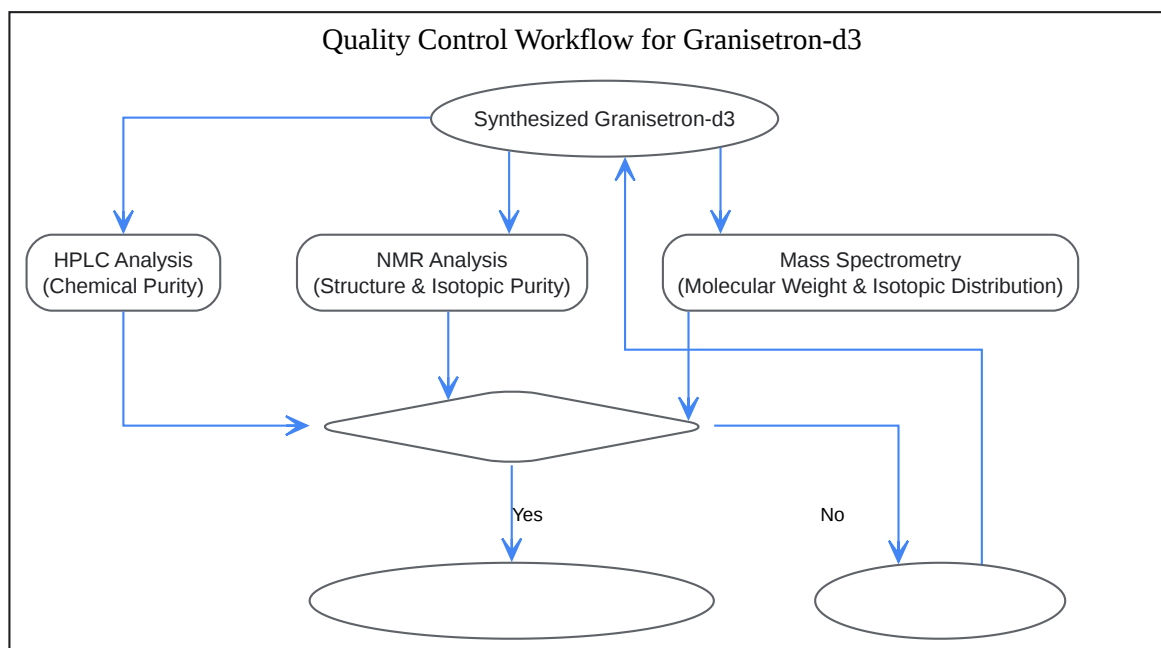 Quality Control Workflow for Granisetron-d3
Synthesized Granisetron-d3
HPLC Analysis
(Chemical Purity)
NMR Analysis
(Structure & Isotopic Purity)
Mass Spectrometry
(Molecular Weight & Isotopic Distribution)
Yes
No